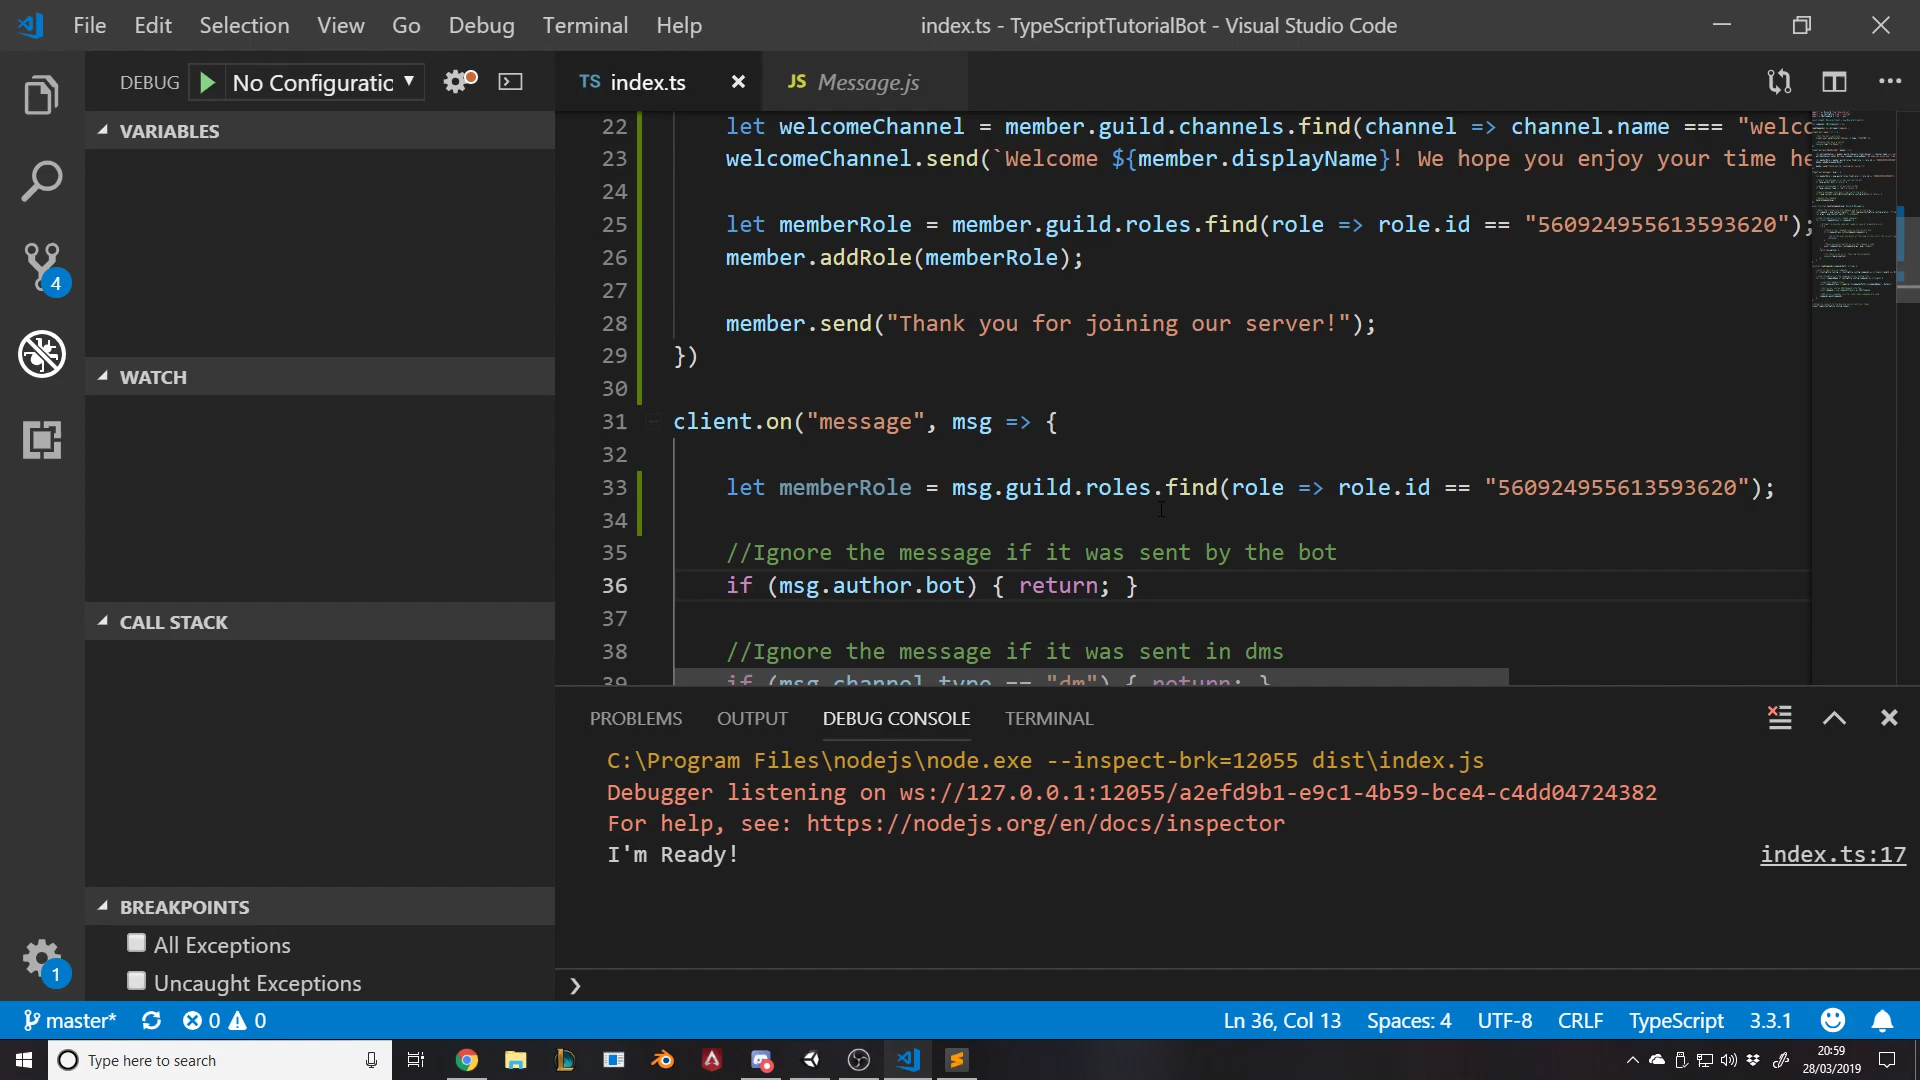 File Edit Selection View Go Debug Terminal Help
index.ts - TypeScriptTutorialBot - Visual Studio Code
DEBUG No Configuratic
TS index.ts
JS Message.js
VARIABLES
WATCH
CALL STACK
BREAKPOINTS
All Exceptions
Uncaught Exceptions
4
1
22 let welcomeChannel = member.guild.channels.find(channel => channel.name === "welc
23 welcomeChannel.send(`Welcome ${member.displayName}! We hope you enjoy your time he
24
25 let memberRole = member.guild.roles.find(role => role.id == "560924955613593620");
26 member.addRole(memberRole);
27
28 member.send("Thank you for joining our server!");
29 })
30
31 client.on("message", msg => {
32
33 let memberRole = msg.guild.roles.find(role => role.id == "560924955613593620");
34
35 //Ignore the message if it was sent by the bot
36 if (msg.author.bot) { return; }
37
38 //Ignore the message if it was sent in dms
39 if (msg.channel.type == "dm") { return; }
PROBLEMS OUTPUT DEBUG CONSOLE TERMINAL
C:\Program Files\nodejs\node.exe --inspect-brk=12055 dist\index.js
Debugger listening on ws://127.0.0.1:12055/a2efd9b1-e9c1-4b59-bce4-c4dd04724382
For help, see: https://nodejs.org/en/docs/inspector
I'm Ready! index.ts:17
master* 0 0 Ln 36, Col 13 Spaces: 4 UTF-8 CRLF TypeScript 3.3.1
Type here to search
20:59
28/03/2019